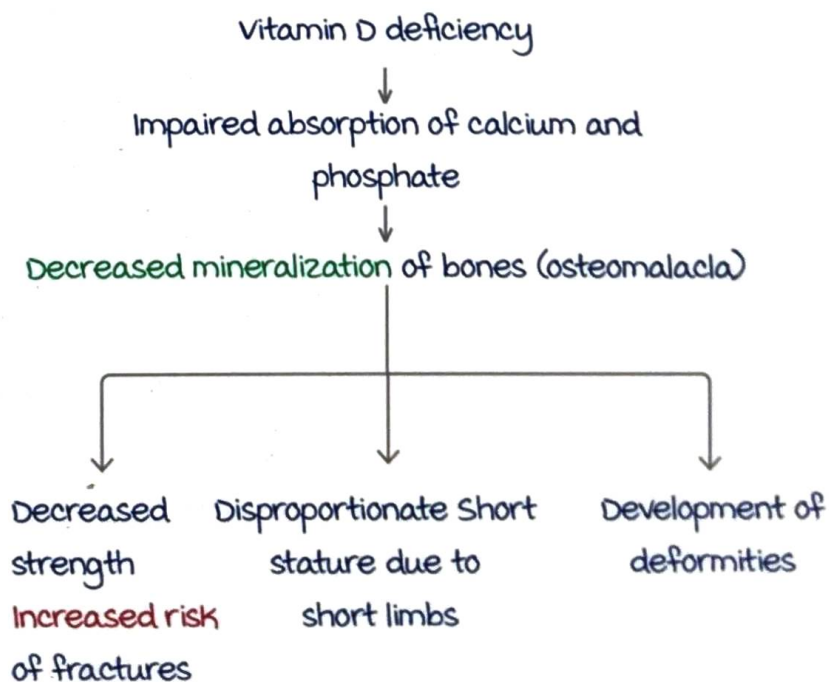 Vitamin D deficiency
Impaired absorption of calcium and
phosphate
Decreased mineralization of bones (osteomalacla)
Decreased
strength
Increased risk
of fractures
Disproportionate Short
stature due to
short limbs
Development of
deformities